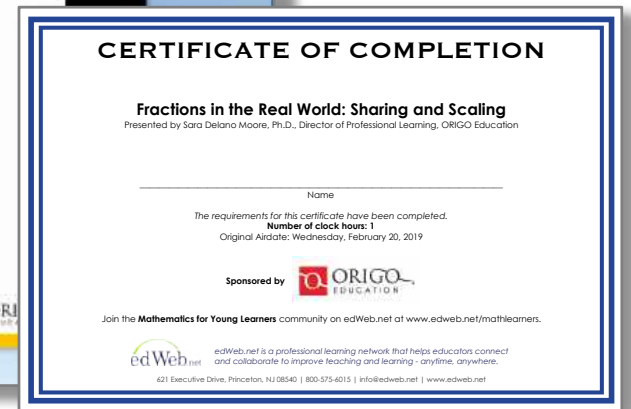 CERTIFICATE OF COMPLETION
Fractions in the Real World: Sharing and Scaling
Presented by Sara Delano Moore, Ph.D., Director of Professional Learning, ORIGO Education
Name
The requirements for this certificate have been completed.
Number of clock hours: 1
Original Airdate: Wednesday, February 20, 2019
Sponsored by ORIGO
EDUCATION
Join the Mathematics for Young Learners community on edWeb.net at www.edweb.net/mathlearners.
edWeb.net
edWeb.net is a professional learning network that helps educators connect
and collaborate to improve teaching and learning - anytime, anywhere.
621 Executive Drive, Princeton, NJ 08540 | 800-575-6015 | info@edweb.net | www.edweb.net